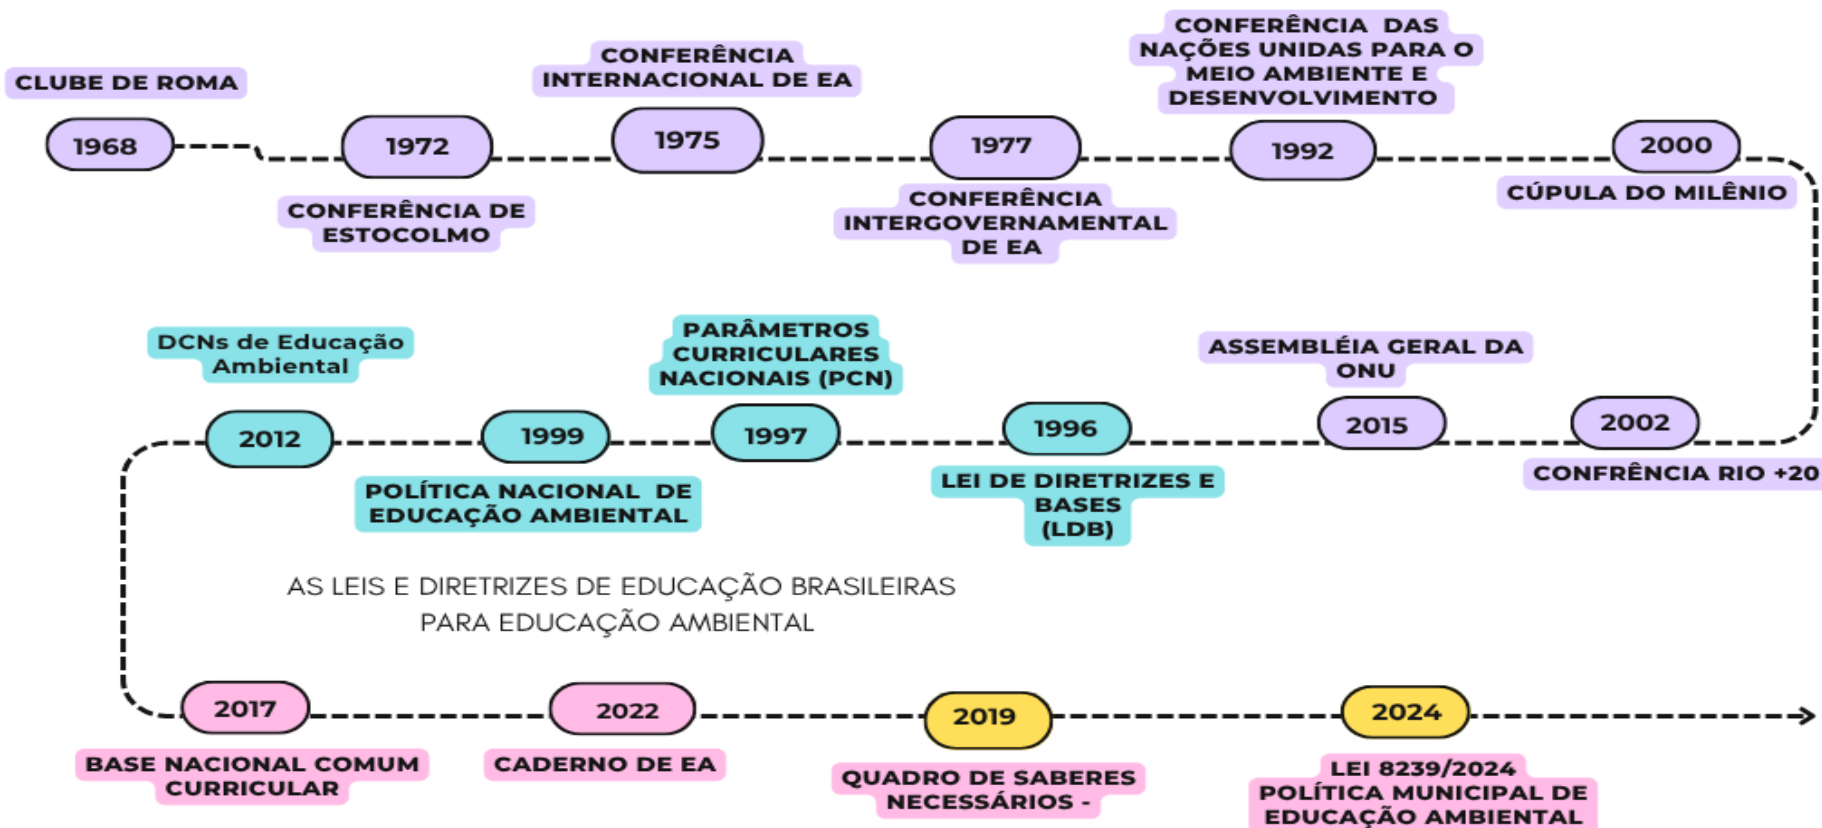 CLUBE DE ROMA
1968
1972
CONFERÊNCIA DE
ESTOCOLMO
CONFERÊNCIA
INTERNACIONAL DE EA
1975
1977
CONFERÊNCIA
INTERGOVERNAMENTAL
DE EA
CONFERÊNCIA DAS
NAÇÕES UNIDAS PARA O
MEIO AMBIENTE E
DESENVOLVIMENTO
1992
2000
CÚPULA DO MILÊNIO
2002
CONFRÊNCIA RIO +20
ASSEMBLÉIA GERAL DA
ONU
2015
1996
LEI DE DIRETRIZES E
BASES
(LDB)
PARÂMETROS
CURRICULARES
NACIONAIS (PCN)
1997
1999
POLÍTICA NACIONAL DE
EDUCAÇÃO AMBIENTAL
DCNs de Educação
Ambiental
2012
AS LEIS E DIRETRIZES DE EDUCAÇÃO BRASILEIRAS
PARA EDUCAÇÃO AMBIENTAL
2017
BASE NACIONAL COMUM
CURRICULAR
2022
CADERNO DE EA
2019
QUADRO DE SABERES
NECESSÁRIOS -
2024
LEI 8239/2024
POLÍTICA MUNICIPAL DE
EDUCAÇÃO AMBIENTAL